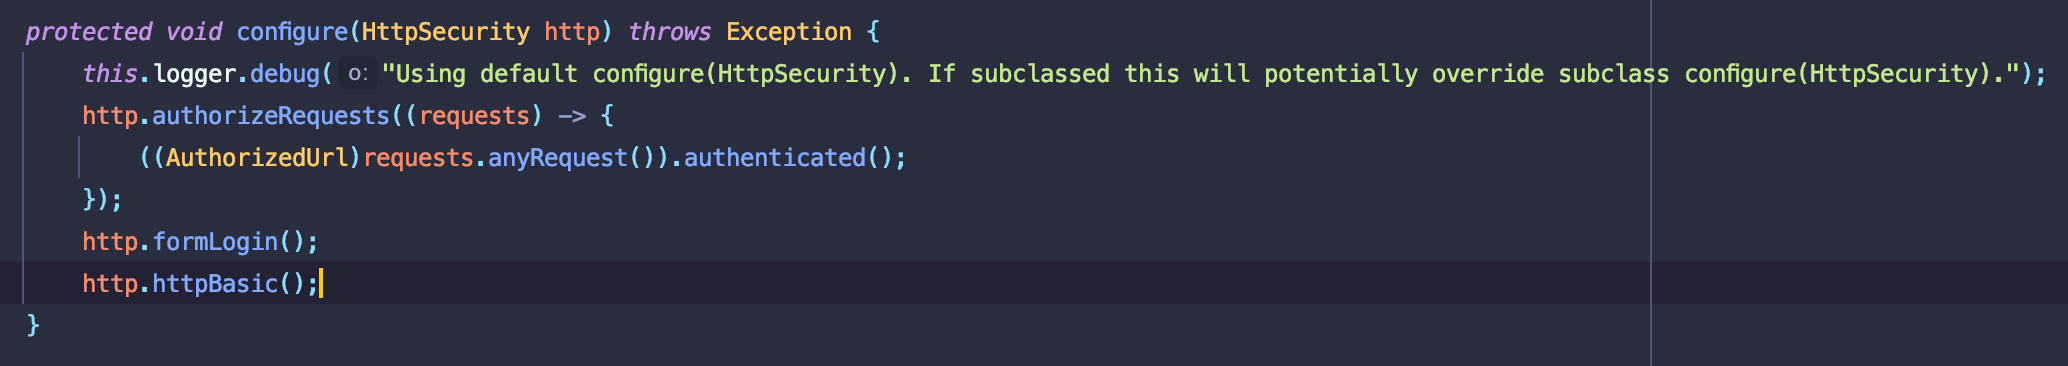 protected void configure(HttpSecurity http) throws Exception {
this.logger.debug( o: "Using default configure(HttpSecurity). If subclassed this will potentially override subclass configure(HttpSecurity).");
http.authorizeRequests((requests) -> {
((AuthorizedUrl)requests.anyRequest()).authenticated();
});
http.formLogin();
http.httpBasic();
}